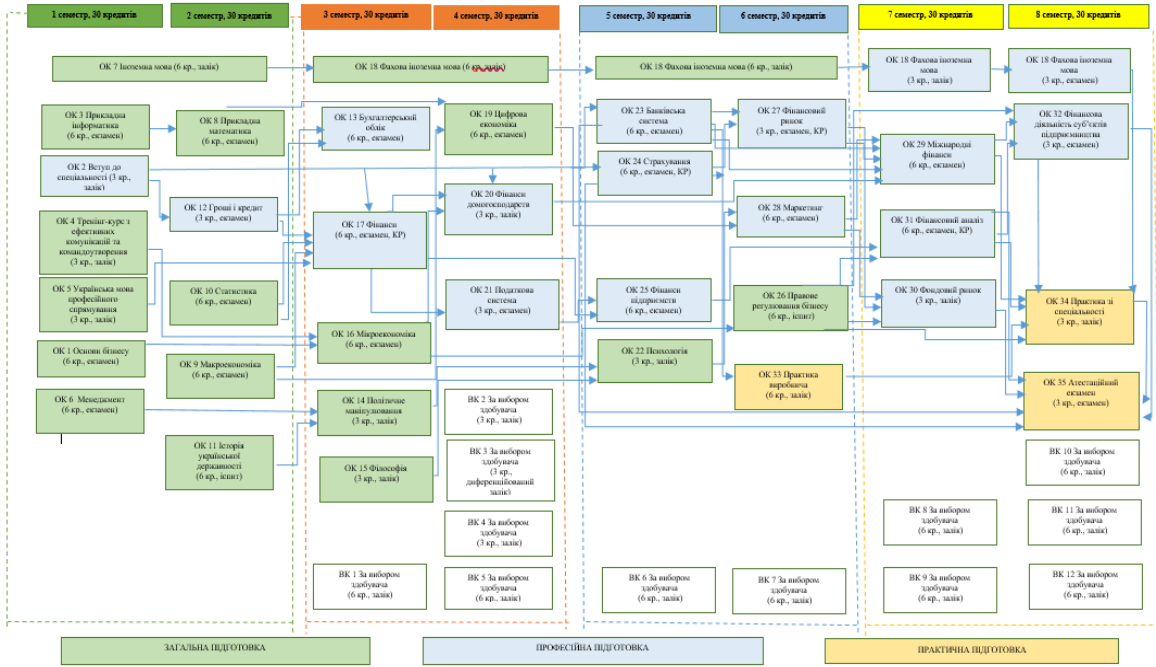 1 семестр, 30 кредитів
2 семестр, 30 кредитів
3 семестр, 30 кредитів
4 семестр, 30 кредитів
5 семестр, 30 кредитів
6 семестр, 30 кредитів
7 семестр, 30 кредитів
8 семестр, 30 кредитів
ОК 7 Іноземна мова (6 кр., залік)
ОК 18 Фахова іноземна мова (6 кр., залік)
ОК 18 Фахова іноземна мова (6 кр., залік)
ОК 18 Фахова іноземна
мова
(3 кр., залік)
ОК 18 Фахова іноземна
мова
(3 кр., екзамен)
ОК 3 Прикладна
інформатика
(6 кр., екзамен)
ОК 2 Вступ до
спеціальності (3 кр.,
залік)
ОК 4 Тренінг-курс з
ефективних
комунікацій та
командоутворення
(3 кр., залік)
ОК 5 Українська мова
професійного
спрямування
(3 кр., залік)
ОК 1 Основи бізнесу
(6 кр., екзамен)
ОК 6 Менеджмент
(6 кр., екзамен)
ОК 8 Прикладна
математика
(6 кр., екзамен)
ОК 12 Гроші і кредит
(3 кр., екзамен)
ОК 10 Статистика
(6 кр., екзамен)
ОК 9 Макроекономіка
(6 кр., екзамен)
ОК 11 Історія
української
державності
(6 кр., іспит)
ОК 13 Бухгалтерський
облік
(6 кр., екзамен)
ОК 17 Фінанси
(6 кр., екзамен, КР)
ОК 16 Мікроекономіка
(6 кр., екзамен)
ОК 14 Політичне
маніпулювання
(3 кр., залік)
ОК 15 Філософія
(3 кр., залік)
ВК 1 За вибором
здобувача
(6 кр., залік)
ОК 19 Цифрова
економіка
(6 кр., екзамен)
ОК 20 Фінанси
домогосподарств
(3 кр., залік)
ОК 21 Податкова
система
(3 кр., екзамен)
ВК 2 За вибором
здобувача
(3 кр., залік)
ВК 3 За вибором
здобувача
(3 кр.,
диференційований
залік)
ВК 4 За вибором
здобувача
(3 кр., залік)
ВК 5 За вибором
здобувача
(6 кр., залік)
ОК 23 Банківська
система
(6 кр., екзамен)
ОК 24 Страхування
(6 кр., екзамен, КР)
ОК 25 Фінанси
підприємств
(6 кр., екзамен)
ОК 22 Психологія
(3 кр., залік)
ВК 6 За вибором
здобувача
(6 кр., залік)
ОК 27 Фінансовий
ринок
(3 кр., екзамен, КР)
ОК 28 Маркетинг
(6 кр., екзамен)
ОК 26 Правове
регулювання бізнесу
(6 кр., іспит)
ОК 33 Практика
виробнича
(6 кр., залік)
ВК 7 За вибором
здобувача
(6 кр., залік)
ОК 29 Міжнародні
фінанси
(6 кр., екзамен)
ОК 31 Фінансовий аналіз
(6 кр., екзамен, КР)
ОК 30 Фондовий ринок
(3 кр., залік)
ВК 8 За вибором
здобувача
(6 кр., залік)
ВК 9 За вибором
здобувача
(6 кр., залік)
ОК 32 Фінансова
діяльність суб'єктів
підприємництва
(3 кр., екзамен)
ОК 34 Практика зі
спеціальності
(3 кр., залік)
ОК 35 Атестаційний
екзамен
(3 кр., екзамен)
ВК 10 За вибором
здобувача
(6 кр., залік)
ВК 11 За вибором
здобувача
(6 кр., залік)
ВК 12 За вибором
здобувача
(6 кр., залік)
ЗАГАЛЬНА ПІДГОТОВКА
ПРОФЕСІЙНА ПІДГОТОВКА
ПРАКТИЧНА ПІДГОТОВКА